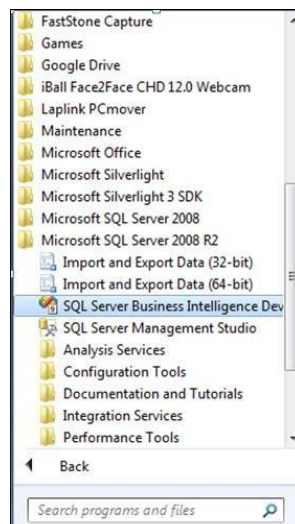 FastStone Capture
Games
Google Drive
iBall Face2Face CHD 12.0 Webcam
Laplink PCmover
Maintenance
Microsoft Office
Microsoft Silverlight
Microsoft Silverlight 3 SDK
Microsoft SQL Server 2008
Microsoft SQL Server 2008 R2
Import and Export Data (32-bit)
Import and Export Data (64-bit)
SQL Server Business Intelligence Dev
SQL Server Management Studio
Analysis Services
Configuration Tools
Documentation and Tutorials
Integration Services
Performance Tools
Back
Search programs and files